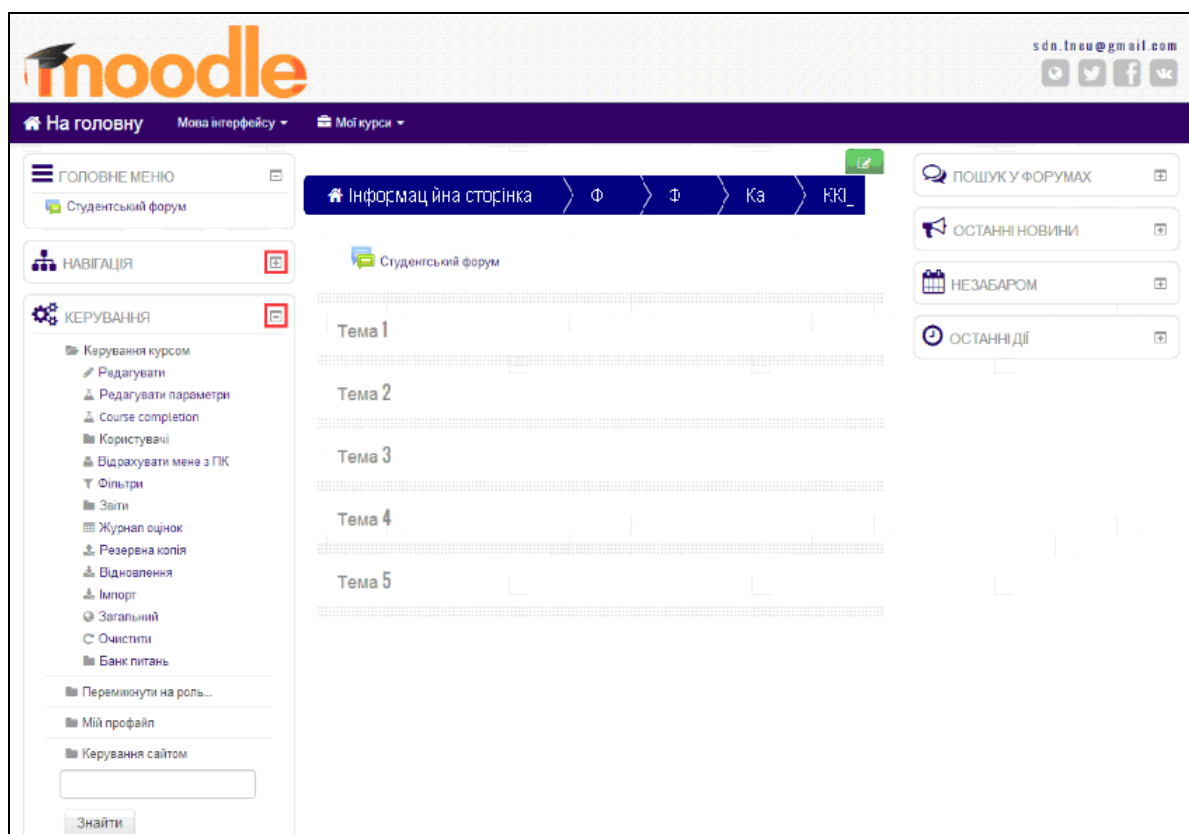 moodle
sdn.tneu@gmail.com
На головну Мова інтерфейсу Мої курси
ГОЛОВНЕ МЕНЮ
Студентський форум
НАВІГАЦІЯ
КЕРУВАННЯ
Керування курсом
Редагувати
Редагувати параметри
Course completion
Користувачі
Відрахувати мене з ПК
Фільтри
Звіти
Журнал оцінок
Резервна копія
Відновлення
Імпорт
Загальний
Очистити
Банк питань
Перемикнути на роль...
Мій профайл
Керування сайтом
Знайти
Інформаційна сторінка Ф Ф Ка ККІ_
Студентський форум
Тема 1
Тема 2
Тема 3
Тема 4
Тема 5
ПОШУК У ФОРУМАХ
ОСТАННІ НОВИНИ
НЕЗАБАРОМ
ОСТАННІ ДІЇ